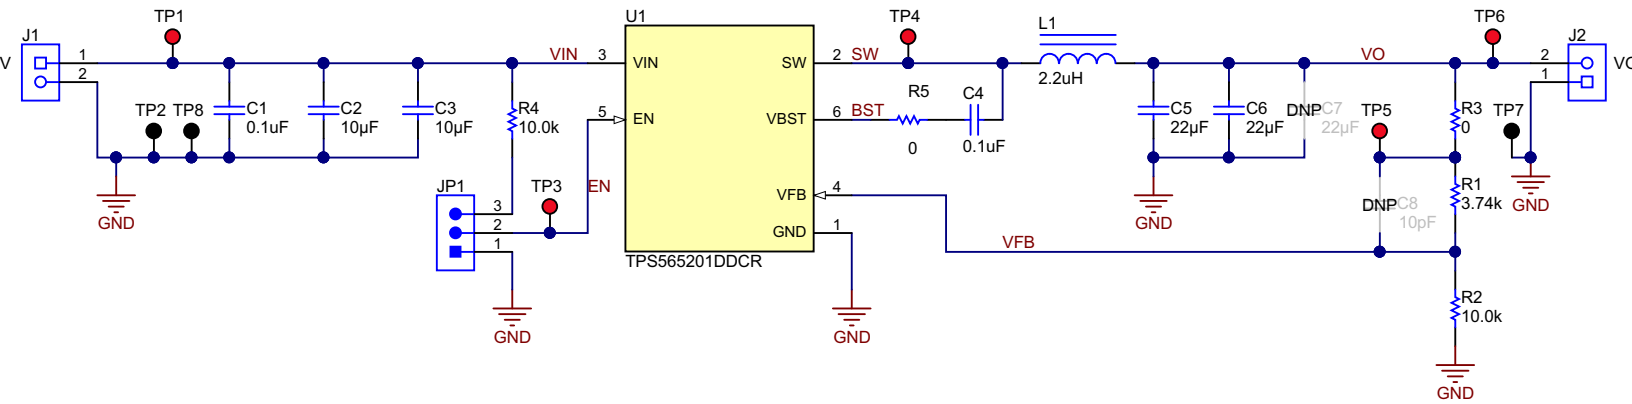 J1
V
1
2
TP1
TP2
TP8
GND
C1
0.1uF
C2
10µF
C3
10µF
R4
10.0k
VIN
3
5
JP1
3
2
1
TP3
EN
GND
U1
VIN
EN
SW
VBST
VFB
GND
TPS565201DDCR
2
SW
6
BST
4
1
GND
TP4
R5
0
C4
0.1uF
L1
2.2uH
VFB
C5
22µF
C6
22µF
GND
DNP
C7
22µF
VO
TP5
DNP
C8
10pF
R3
0
R1
3.74k
R2
10.0k
GND
TP6
TP7
GND
J2
2
1